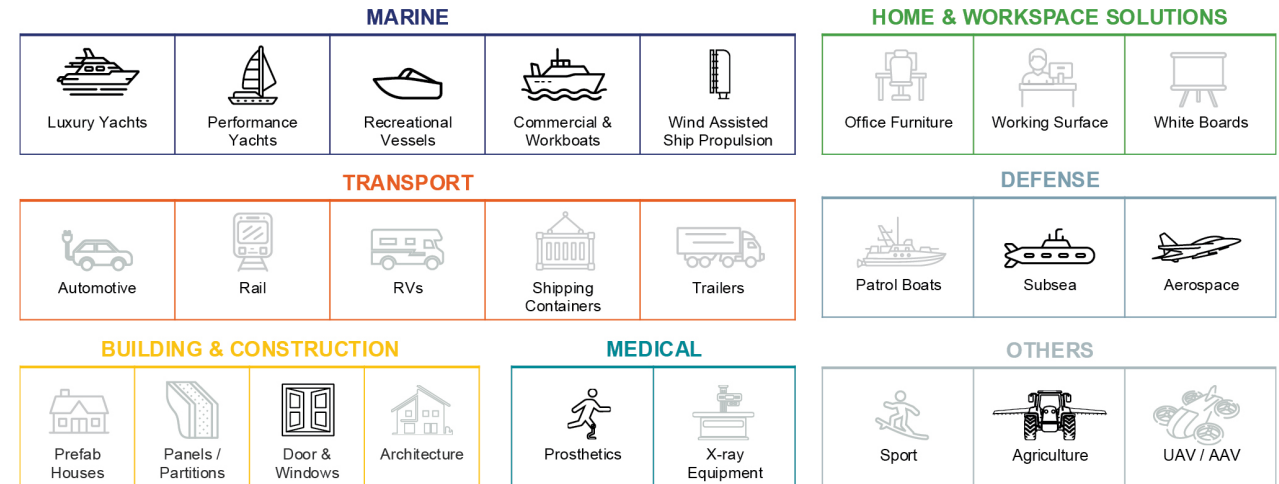 MARINE
Luxury Yachts
Performance
Yachts
Recreational
Vessels
Commercial &
Workboats
Wind Assisted
Ship Propulsion
HOME & WORKSPACE SOLUTIONS
Office Furniture
Working Surface
White Boards
TRANSPORT
Automotive
Rail
RVs
Shipping
Containers
Trailers
DEFENSE
Patrol Boats
Subsea
Aerospace
BUILDING & CONSTRUCTION
Prefab
Houses
Panels /
Partitions
Door &
Windows
Architecture
MEDICAL
Prosthetics
X-ray
Equipment
OTHERS
Sport
Agriculture
UAV / AAV